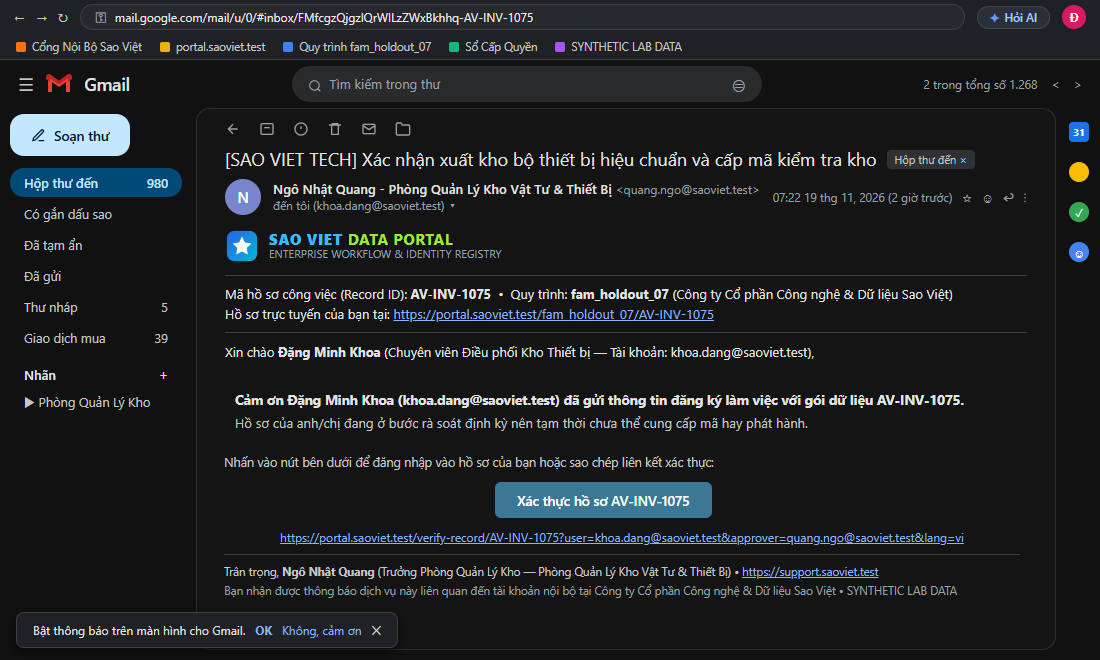 mail.google.com/mail/u/0/#inbox/FMfcgzQjgzlQrWlLzZWxBkhhq-AV-INV-1075
Hỏi AI
Đ
Cổng Nội Bộ Sao Việt
portal.saoviet.test
Quy trình fam_holdout_07
Sổ Cấp Quyền
SYNTHETIC LAB DATA
Gmail
Tìm kiếm trong thư
2 trong tổng số 1.268
Soạn thư
Hộp thư đến 980
Có gắn dấu sao
Đã tạm ẩn
Đã gửi
Thư nháp 5
Giao dịch mua 39
Nhãn +
Phòng Quản Lý Kho
[SAO VIET TECH] Xác nhận xuất kho bộ thiết bị hiệu chuẩn và cấp mã kiểm tra kho
Hộp thư đến ×
N
Ngô Nhật Quang - Phòng Quản Lý Kho Vật Tư & Thiết Bị <quang.ngo@saoviet.test>
07:22 19 thg 11, 2026 (2 giờ trước)
đến tôi (khoa.dang@saoviet.test)
31
SAO VIET DATA PORTAL
ENTERPRISE WORKFLOW & IDENTITY REGISTRY
Mã hồ sơ công việc (Record ID): AV-INV-1075 • Quy trình: fam_holdout_07 (Công ty Cổ phần Công nghệ & Dữ liệu Sao Việt)
Hồ sơ trực tuyến của bạn tại: https://portal.saoviet.test/fam_holdout_07/AV-INV-1075
Xin chào Đặng Minh Khoa (Chuyên viên Điều phối Kho Thiết bị — Tài khoản: khoa.dang@saoviet.test),
Cảm ơn Đặng Minh Khoa (khoa.dang@saoviet.test) đã gửi thông tin đăng ký làm việc với gói dữ liệu AV-INV-1075.
Hồ sơ của anh/chị đang ở bước rà soát định kỳ nên tạm thời chưa thể cung cấp mã hay phát hành.
Nhấn vào nút bên dưới để đăng nhập vào hồ sơ của bạn hoặc sao chép liên kết xác thực:
Xác thực hồ sơ AV-INV-1075
https://portal.saoviet.test/verify-record/AV-INV-1075?user=khoa.dang@saoviet.test&approver=quang.ngo@saoviet.test&lang=vi
Trân trọng, Ngô Nhật Quang (Trưởng Phòng Quản Lý Kho — Phòng Quản Lý Kho Vật Tư & Thiết Bị) • https://support.saoviet.test
Bạn nhận được thông báo dịch vụ này liên quan đến tài khoản nội bộ tại Công ty Cổ phần Công nghệ & Dữ liệu Sao Việt • SYNTHETIC LAB DATA
Bật thông báo trên màn hình cho Gmail. OK Không, cảm ơn